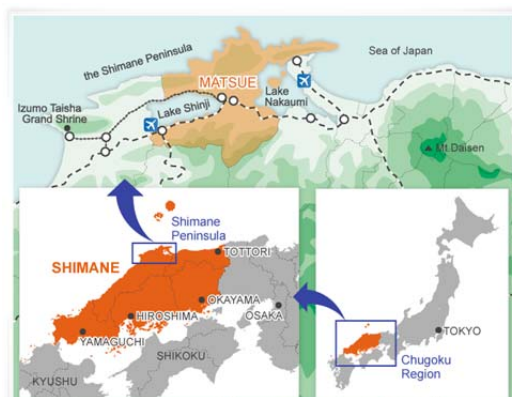 the Shimane Peninsula
Sea of Japan
MATSUE
Izumo Taisha
Grand Shrine
Lake Shinji
Lake
Nakaumi
Mt.Daisen
Shimane
Peninsula
SHIMANE
TOTTORI
OKAYAMA
HIROSHIMA
OSAKA
YAMAGUCHI
SHIKOKU
KYUSHU
TOKYO
Chugoku
Region